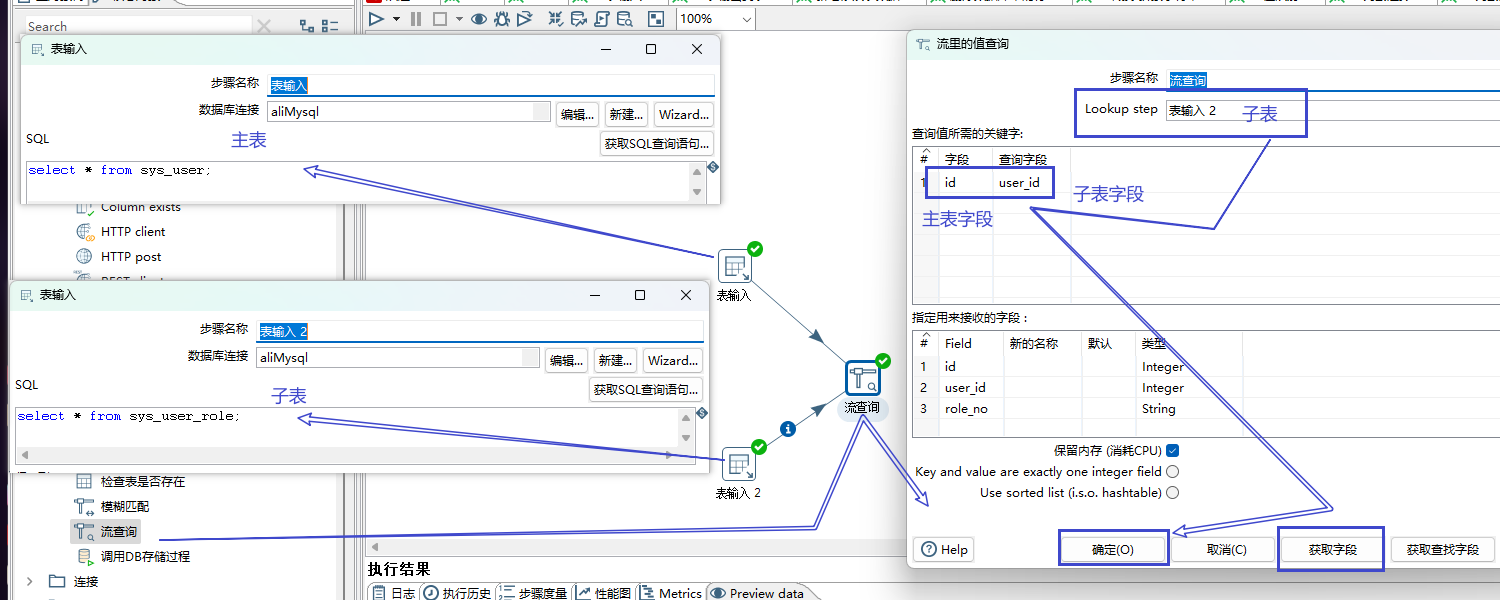 Search
100%
表输入
步骤名称 表输入
数据库连接 aliMysql 编辑... 新建... Wizard...
主表
SQL 获取SQL查询语句...
select * from sys_user;
Column exists
HTTP client
HTTP post
表输入
步骤名称 表输入 2
数据库连接 aliMysql 编辑... 新建... Wizard...
SQL 获取SQL查询语句...
子表
select * from sys_user_role;
检查表是否存在
模糊匹配
流查询
调用DB存储过程
连接
表输入
流查询
表输入 2
执行结果
日志 执行历史 步骤度量 性能图 Metrics Preview data
流里的值查询
步骤名称 流查询
Lookup step 表输入 2 子表
查询值所需的关键字:
# 字段 查询字段
1 id user_id
子表字段
主表字段
指定用来接收的字段 :
# Field 新的名称 默认 类型
1 id Integer
2 user_id Integer
3 role_no String
保留内存 (消耗CPU)
Key and value are exactly one integer field
Use sorted list (i.s.o. hashtable)
Help 确定(O) 取消(C) 获取字段 获取查找字段